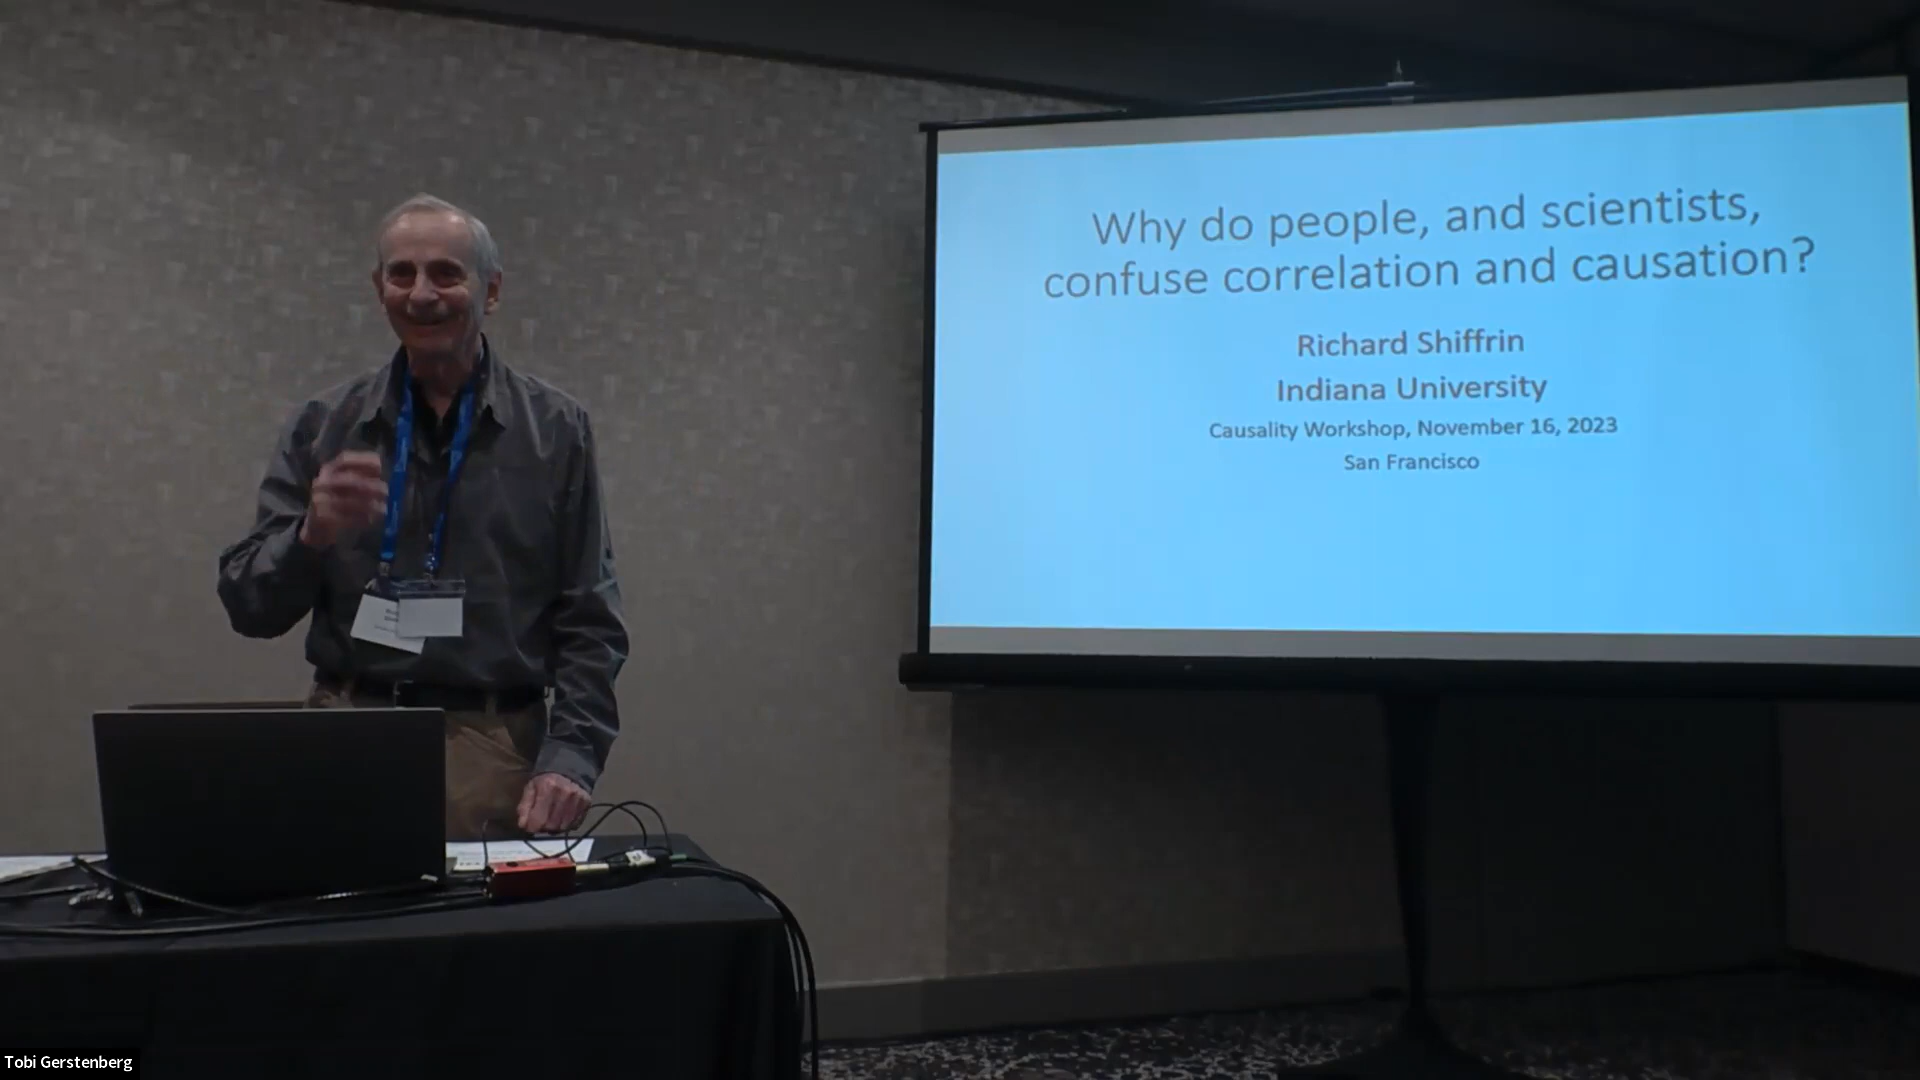 Why do people, and scientists,
confuse correlation and causation?
Richard Shiffrin
Indiana University
Causality Workshop, November 16, 2023
San Francisco
Tobi Gerstenberg